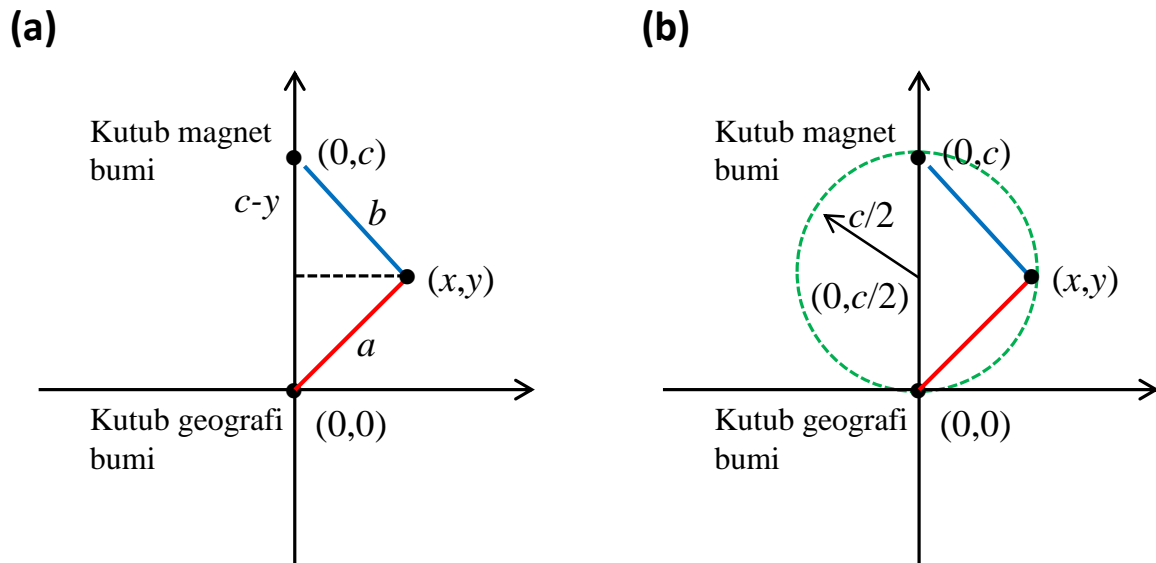 (a)
Kutub magnet
bumi
(0,c)
c-y
b
(x,y)
a
Kutub geografi
bumi
(0,0)
(b)
Kutub magnet
bumi
(0,c)
c/2
(0,c/2)
(x,y)
Kutub geografi
bumi
(0,0)